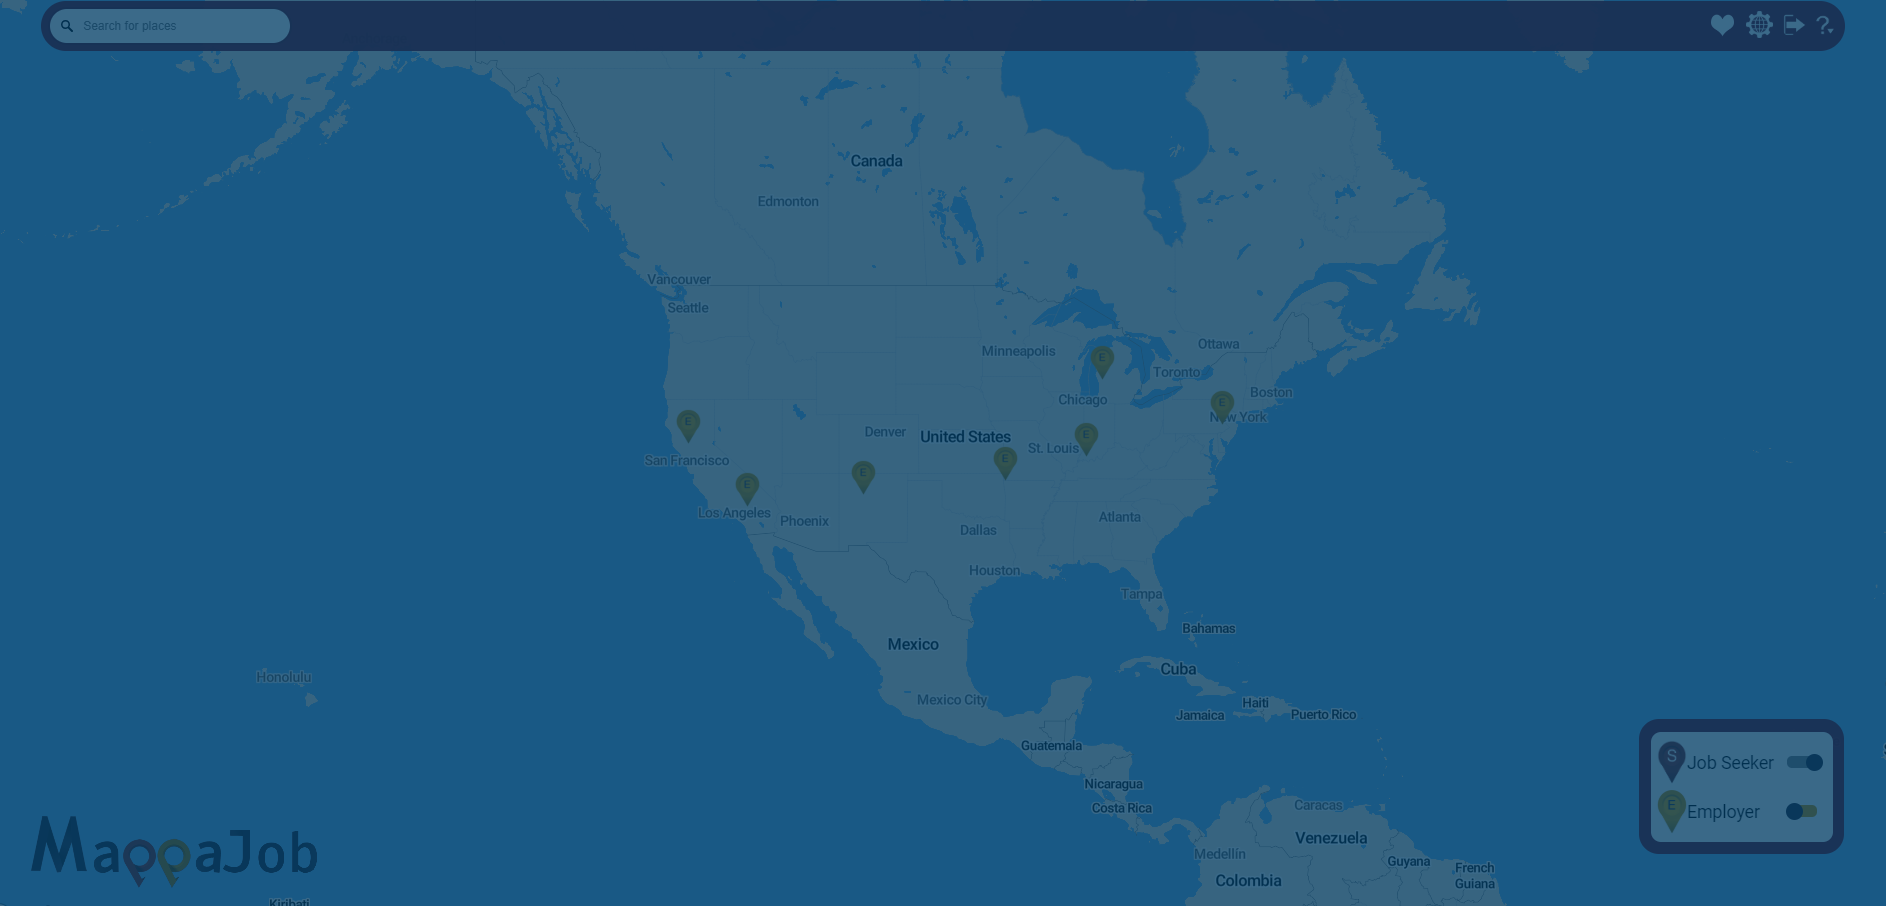 Search for places
?
Canada
Edmonton
Vancouver
Seattle
Ottawa
Minneapolis
E
Toronto
Boston
Chicago
E
New York
E
Denver
United States
E
St. Louis
San Francisco
E
E
E
Los Angeles
Phoenix
Atlanta
Dallas
Houston
Tampa
Bahamas
Mexico
Cuba
Honolulu
Mexico City
Haiti
Jamaica
Puerto Rico
Guatemala
S Job Seeker
Nicaragua
Costa Rica
Caracas
E Employer
Venezuela
MappaJob
Medellín
Guyana
French
Guiana
Colombia
Kiribati